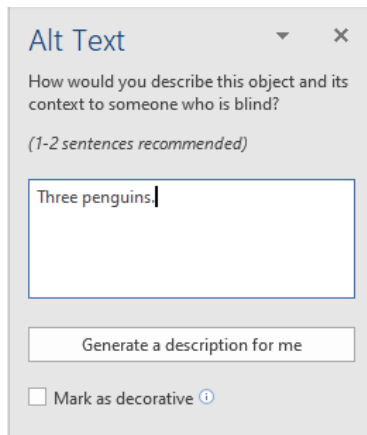 Alt Text
How would you describe this object and its
context to someone who is blind?
(1-2 sentences recommended)
Three penguins.
Generate a description for me
Mark as decorative